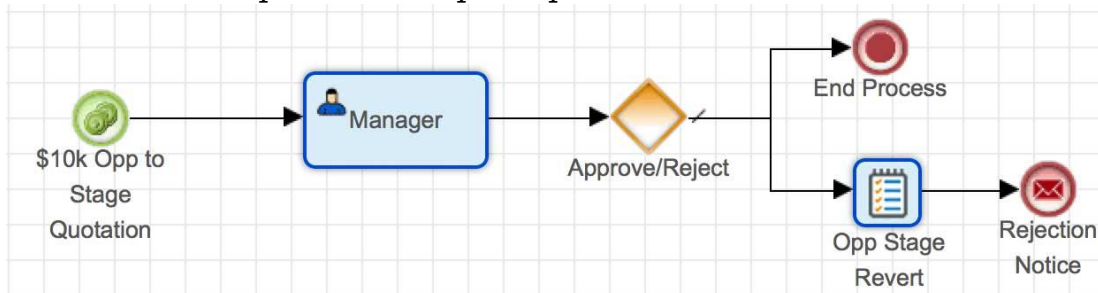 $10k Opp to
Stage
Quotation
Manager
Approve/Reject
End Process
Opp Stage
Revert
Rejection
Notice